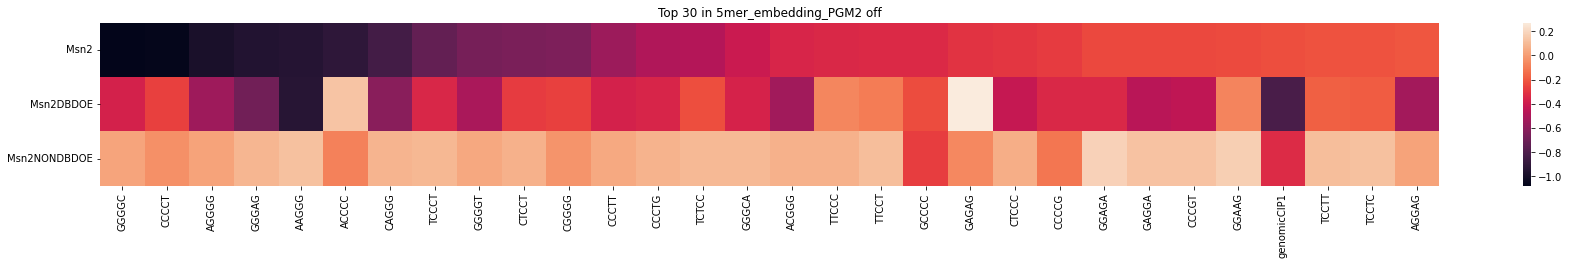 Top 30 in 5mer_embedding_PGM2 off
Msn2
Msn2DBDOE
Msn2NONDBDOE
GGGGC
CCCCT
AGGGG
GGGAG
AAGGG
ACCCC
CAGGG
TCCCT
GGGGT
CTCCT
CGGGG
CCCTT
CCCTG
TCTCC
GGGCA
ACGGG
TTCCC
TTCCT
GCCCC
GAGAG
CTCCC
CCCCG
GGAGA
GAGGA
CCCGT
GGAAG
genomicCIP1
TCCTT
TCCTC
AGGAG
0.2
0.0
−0.2
−0.4
−0.6
−0.8
−1.0